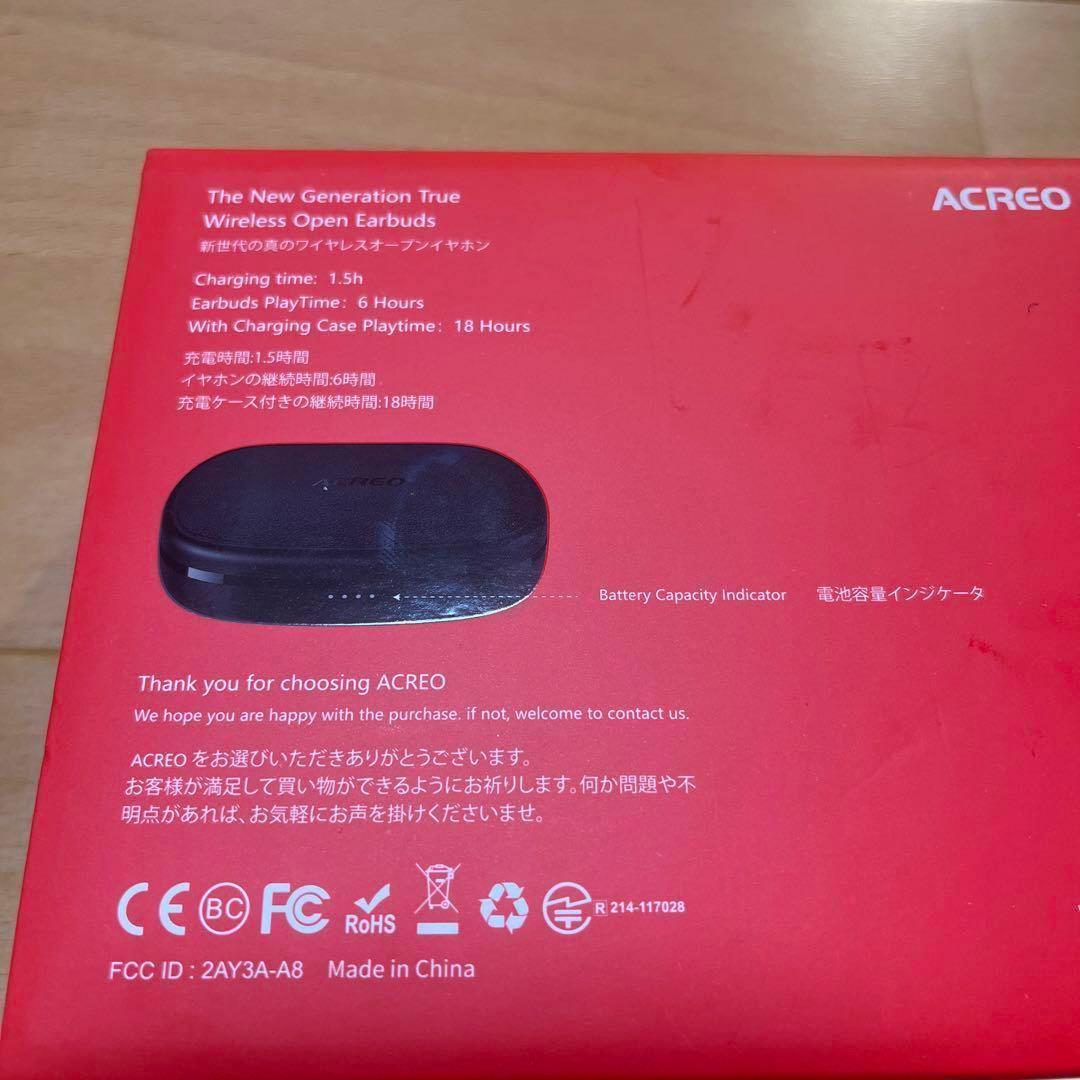 The New Generation True
Wireless Open Earbuds
新世代の真のワイヤレスオープンイヤホン
ACREO
Charging time: 1.5h
Earbuds PlayTime: 6 Hours
With Charging Case Playtime: 18 Hours
充電時間:1.5時間
イヤホンの継続時間:6時間
充電ケース付きの継続時間:18時間
ACREO
Battery Capacity Indicator 電池容量インジケータ
Thank you for choosing ACREO
We hope you are happy with the purchase. if not, welcome to contact us.
ACREO をお選びいただきありがとうございます。
お客様が満足して買い物ができるようにお祈りします。何か問題や不
明点があれば、お気軽にお声を掛けくださいませ。
CE BC FC RoHS R 214-117028
FCC ID : 2AY3A-A8 Made in China